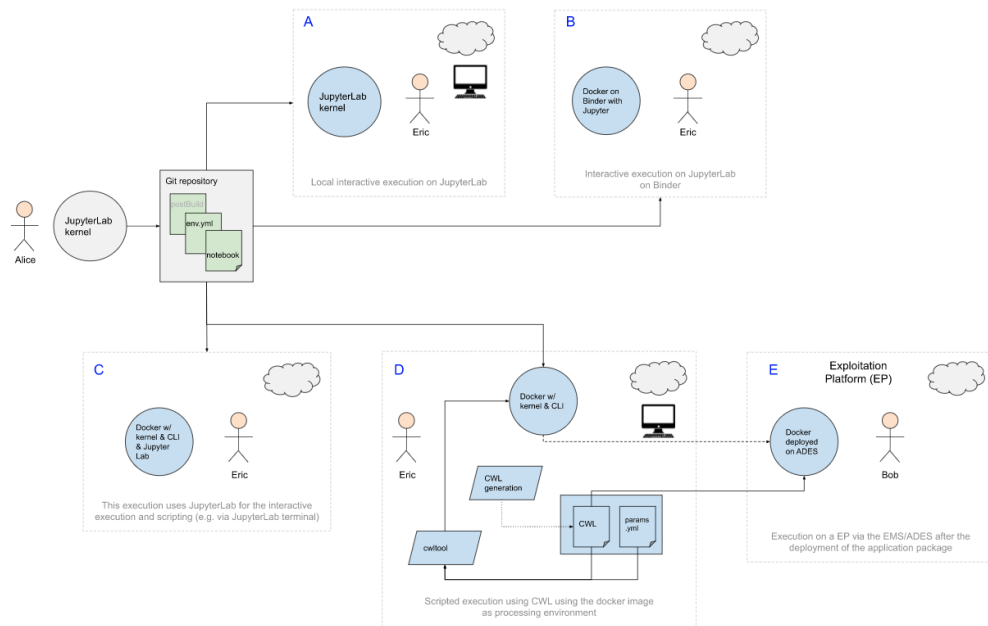 A
JupyterLab
kernel
Eric
Local interactive execution on JupyterLab
B
Docker on
Binder with
Jupyter
Eric
Interactive execution on JupyterLab
on Binder
Alice
JupyterLab
kernel
Git repository
postBuild
env.yml
notebook
C
Docker w/
kernel & CLI
& Jupyter
Lab
Eric
This execution uses JupyterLab for the interactive
execution and scripting (e.g. via JupyterLab terminal)
D
Docker w/
kernel & CLI
Eric
CWL
generation
CWL
params
.yml
cwltool
Scripted execution using CWL using the docker image
as processing environment
E
Exploitation
Platform (EP)
Docker
deployed
on ADES
Bob
Execution on a EP via the EMS/ADES after the
deployment of the application package